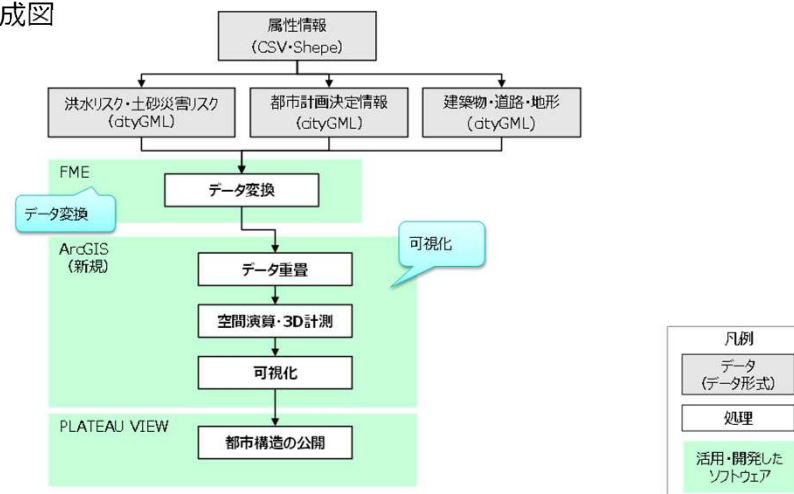 成図
属性情報
(CSV・Shepe)
洪水リスク・土砂災害リスク
(cityGML)
都市計画決定情報
(cityGML)
建築物・道路・地形
(cityGML)
FME
データ変換
データ変換
ArcGIS
(新規)
可視化
データ重畳
空間演算・3D計測
可視化
PLATEAU VIEW
都市構造の公開
凡例
データ
(データ形式)
処理
活用・開発した
ソフトウェア